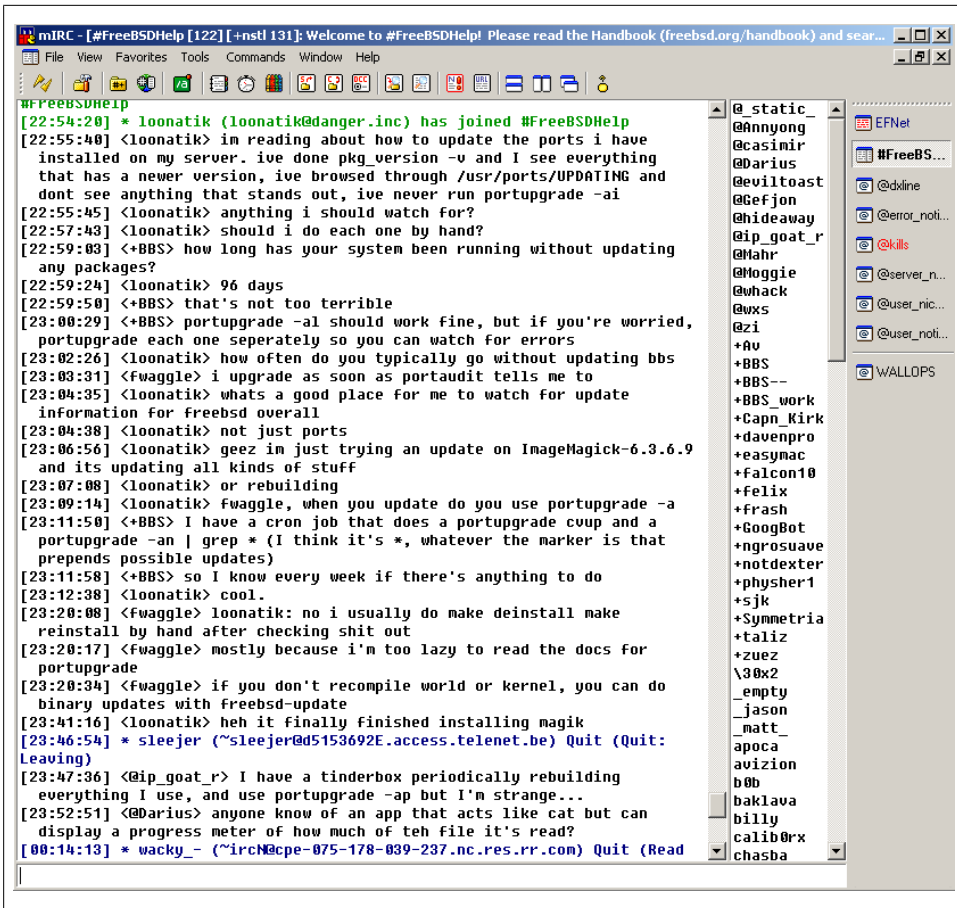 mIRC - [#FreeBSDHelp [122] [+nstl 131]: Welcome to #FreeBSDHelp! Please read the Handbook (freebsd.org/handbook) and sear...
File View Favorites Tools Commands Window Help
#FreeBSDHelp
[22:54:20] * loonatik (loonatik@danger.inc) has joined #FreeBSDHelp
[22:55:40] <loonatik> im reading about how to update the ports i have
installed on my server. ive done pkg_version -v and I see everything
that has a newer version, ive browsed through /usr/ports/UPDATING and
dont see anything that stands out, ive never run portupgrade -ai
[22:55:45] <loonatik> anything i should watch for?
[22:57:43] <loonatik> should i do each one by hand?
[22:59:03] <+BBS> how long has your system been running without updating
any packages?
[22:59:24] <loonatik> 96 days
[22:59:50] <+BBS> that's not too terrible
[23:00:29] <+BBS> portupgrade -al should work fine, but if you're worried,
portupgrade each one seperately so you can watch for errors
[23:02:26] <loonatik> how often do you typically go without updating bbs
[23:03:31] <fwaggle> i upgrade as soon as portaudit tells me to
[23:04:35] <loonatik> whats a good place for me to watch for update
information for freebsd overall
[23:04:38] <loonatik> not just ports
[23:06:56] <loonatik> geez im just trying an update on ImageMagick-6.3.6.9
and its updating all kinds of stuff
[23:07:08] <loonatik> or rebuilding
[23:09:14] <loonatik> fwaggle, when you update do you use portupgrade -a
[23:11:50] <+BBS> I have a cron job that does a portupgrade cvup and a
portupgrade -an | grep * (I think it's *, whatever the marker is that
prepends possible updates)
[23:11:58] <+BBS> so I know every week if there's anything to do
[23:12:38] <loonatik> cool.
[23:20:08] <fwaggle> loonatik: no i usually do make deinstall make
reinstall by hand after checking shit out
[23:20:17] <fwaggle> mostly because i'm too lazy to read the docs for
portupgrade
[23:20:34] <fwaggle> if you don't recompile world or kernel, you can do
binary updates with freebsd-update
[23:41:16] <loonatik> heh it finally finished installing magik
[23:46:54] * sleejer (~sleejer@d5153692E.access.telenet.be) Quit (Quit:
Leaving)
[23:47:36] <@ip_goat_r> I have a tinderbox periodically rebuilding
everything I use, and use portupgrade -ap but I'm strange...
[23:52:51] <@Darius> anyone know of an app that acts like cat but can
display a progress meter of how much of teh file it's read?
[00:14:13] * wacky_- (~ircN@cpe-075-178-039-237.nc.res.rr.com) Quit (Read
@_static_
@Annyong
@casimir
@Darius
@eviltoast
@Gefjon
@hideaway
@ip_goat_r
@Mahr
@Moggie
@whack
@wxs
@zi
+Av
+BBS
+BBS--
+BBS_work
+Capn_Kirk
+davenpro
+easymac
+falcon10
+felix
+frash
+GoogBot
+ngrosuave
+notdexter
+physher1
+sjk
+Symmetria
+taliz
+zuez
\30x2
_empty
_jason
_matt_
apoca
avizion
b0b
baklava
billy
calib0rx
chasba
EFNet
#FreeBS...
@dxline
@error_noti...
@kills
@server_n...
@user_nic...
@user_noti...
WALLOPS